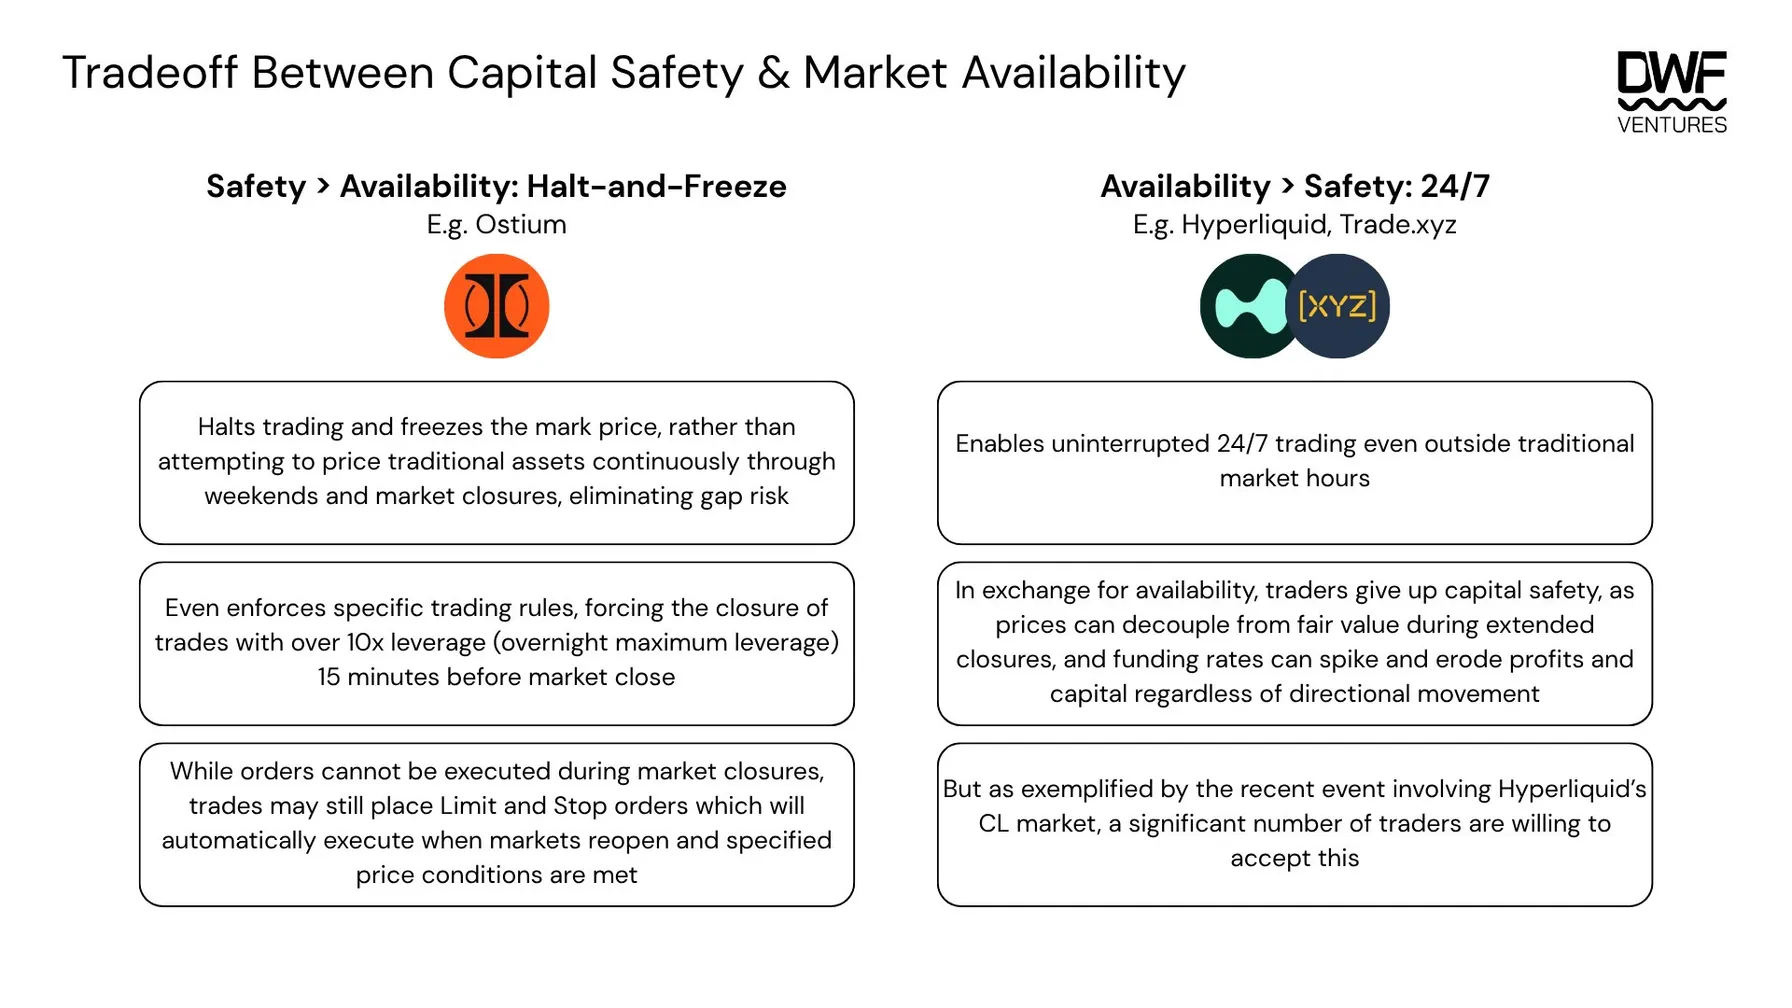 Tradeoff Between Capital Safety & Market Availability
DWF
VENTURES
Safety > Availability: Halt-and-Freeze
E.g. Ostium
Halts trading and freezes the mark price, rather than
attempting to price traditional assets continuously through
weekends and market closures, eliminating gap risk
Even enforces specific trading rules, forcing the closure of
trades with over 10x leverage (overnight maximum leverage)
15 minutes before market close
While orders cannot be executed during market closures,
trades may still place Limit and Stop orders which will
automatically execute when markets reopen and specified
price conditions are met
Availability > Safety: 24/7
E.g. Hyperliquid, Trade.xyz
[XYZ]
Enables uninterrupted 24/7 trading even outside traditional
market hours
In exchange for availability, traders give up capital safety, as
prices can decouple from fair value during extended
closures, and funding rates can spike and erode profits and
capital regardless of directional movement
But as exemplified by the recent event involving Hyperliquid's
CL market, a significant number of traders are willing to
accept this